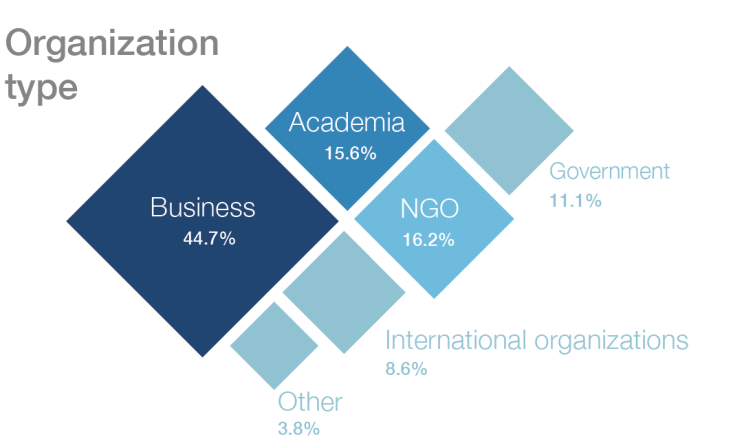 Organization
type
Academia
15.6%
Business
44.7%
NGO
16.2%
Government
11.1%
International organizations
8.6%
Other
3.8%